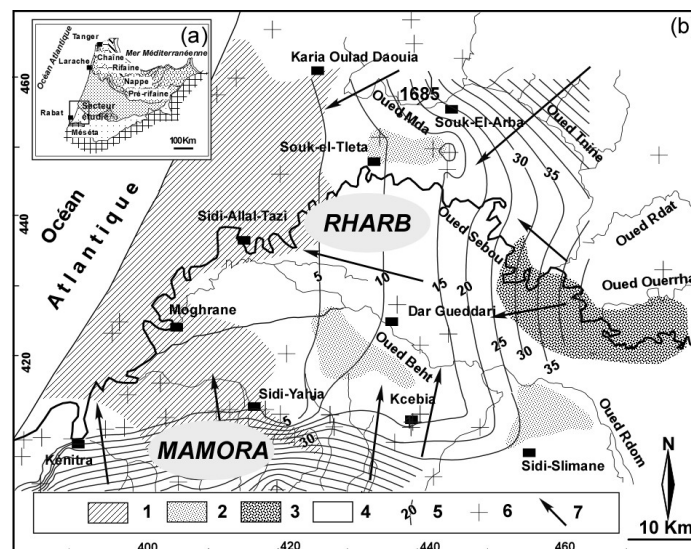 (a)
Tanger
Mer Méditerranéenne
Océan Atlantique
Chaine
Rifaine
Larache
Nappe
Pré-rifaine
Rabat
Secteur
étudié
Méséta
100Km
(b)
Karia Oulad Daouia
460
Oued Mda
1685
Souk-El-Arba
Oued Tnine
30
35
Souk-el-Tleta
440
Océan
Atlantique
Sidi-Allal-Tazi
RHARB
Oued Sebou
Oued Rdat
5
10
15
20
Oued Ouerrha
Moghrane
Dar Gueddari
25
30
35
420
Oued Beht
Sidi-Yahia
Kcebia
5
30
Oued Rdom
Kénitra
MAMORA
Sidi-Slimane
N
1
2
3
4
20
5
6
7
10 Km
400
420
440
460